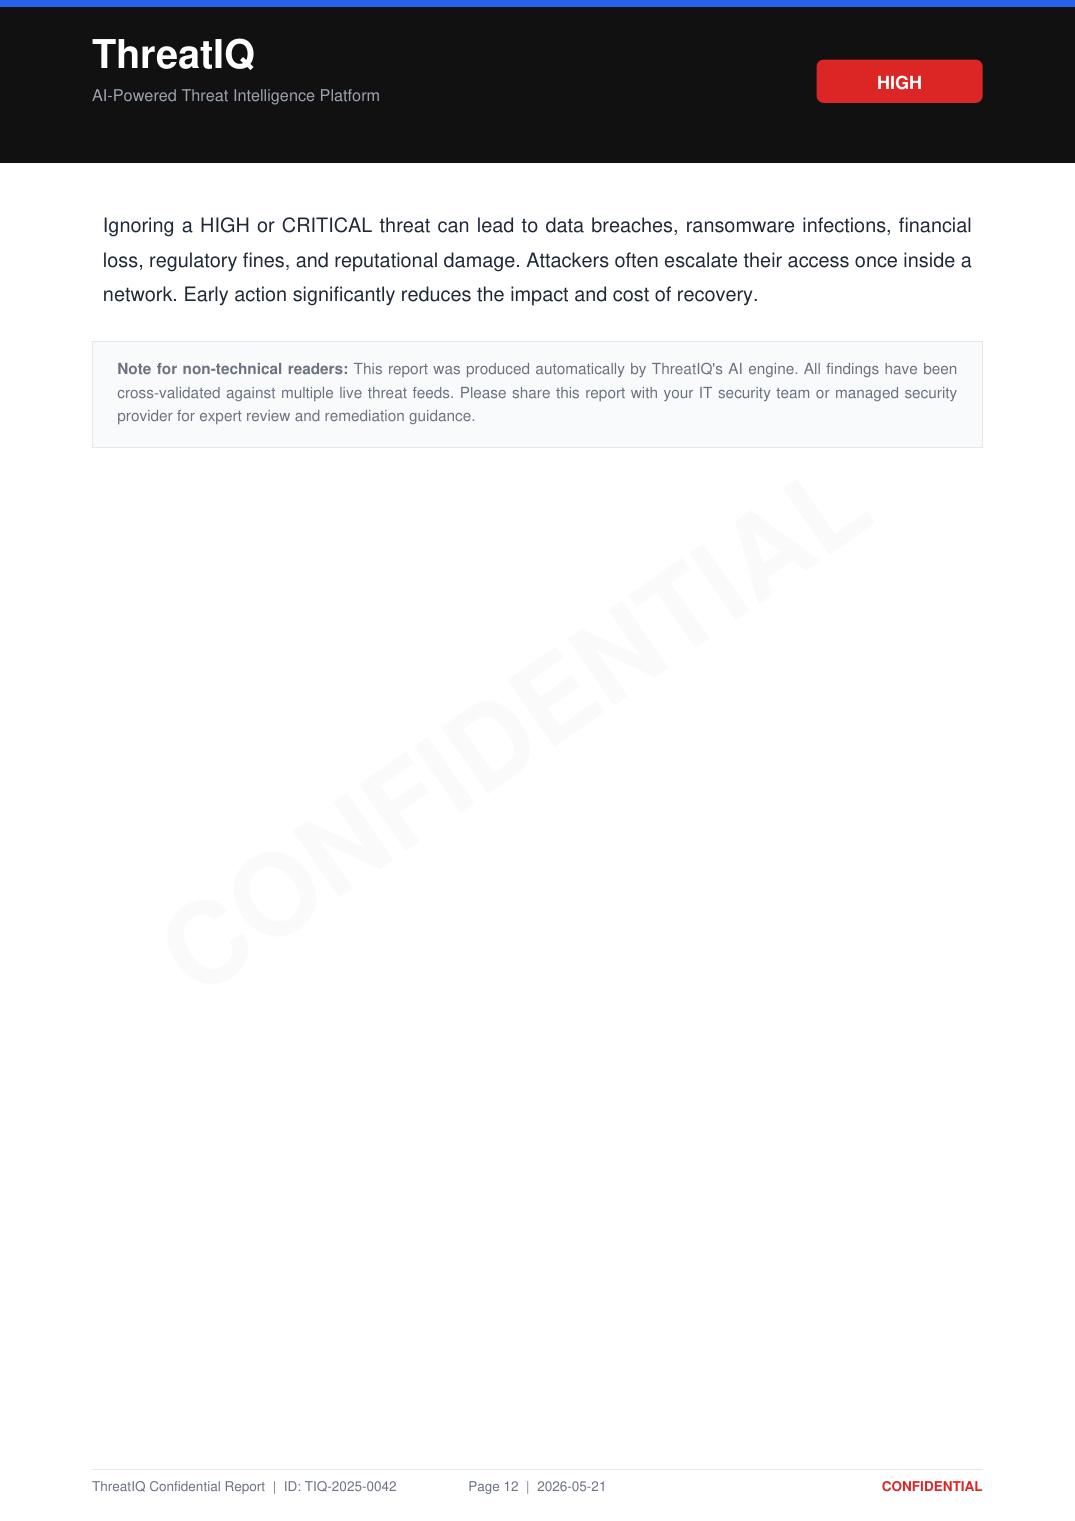 ThreatIQ
AI-Powered Threat Intelligence Platform
HIGH
Ignoring a HIGH or CRITICAL threat can lead to data breaches, ransomware infections, financial
loss, regulatory fines, and reputational damage. Attackers often escalate their access once inside a
network. Early action significantly reduces the impact and cost of recovery.
Note for non-technical readers: This report was produced automatically by ThreatIQ's AI engine. All findings have been
cross-validated against multiple live threat feeds. Please share this report with your IT security team or managed security
provider for expert review and remediation guidance.
CONFIDENTIAL
ThreatIQ Confidential Report | ID: TIQ-2025-0042 Page 12 | 2026-05-21 CONFIDENTIAL